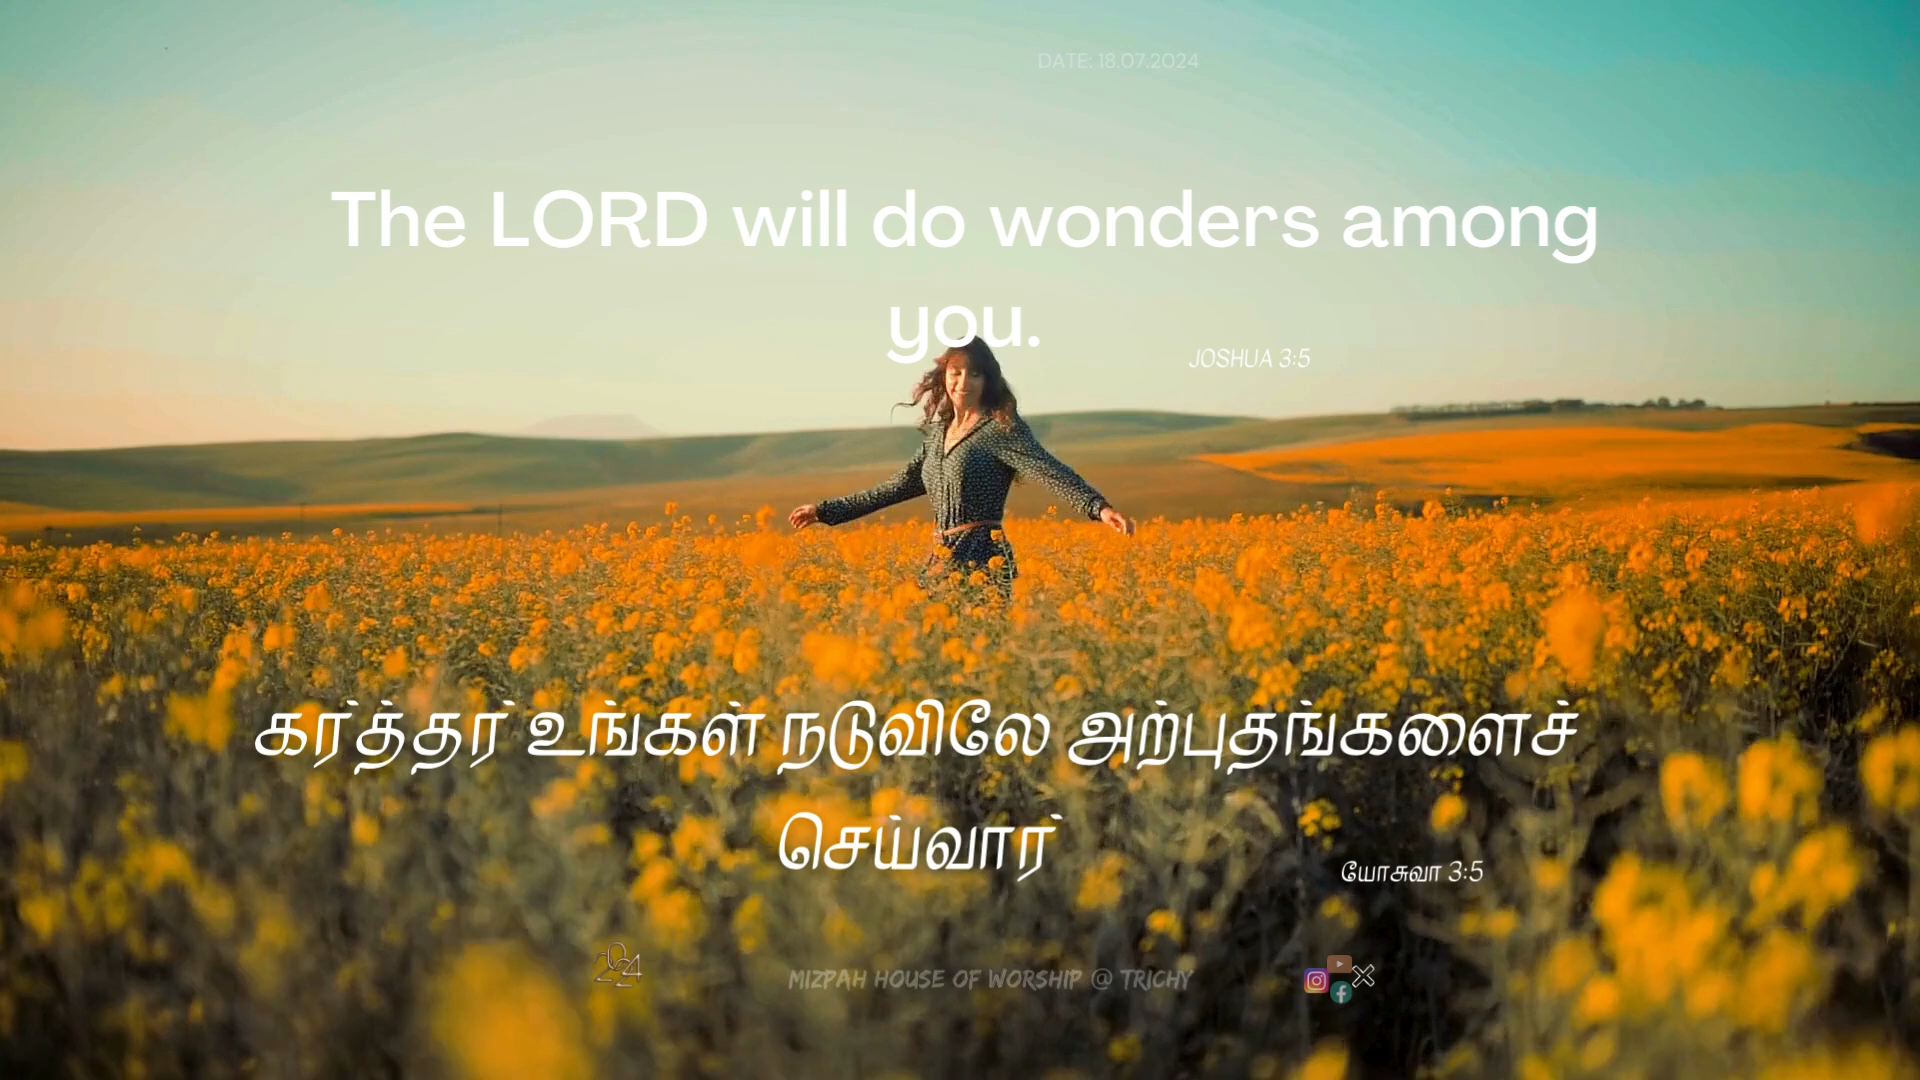 DATE: 18.07.2024
The LORD will do wonders among
you.
JOSHUA 3:5
கர்த்தர் உங்கள் நடுவிலே அற்புதங்களைச்
செய்வார்
யோசுவா 3:5
2024
MIZPAH HOUSE OF WORSHIP @ TRICHY